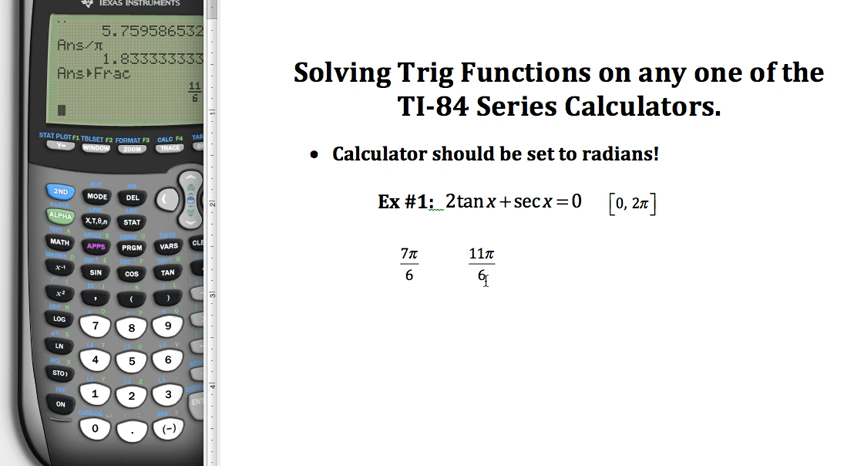 TEXAS INSTRUMENTS
5.759586532
Ans/π
1.833333333
Ans▸Frac
11
6
STAT PLOT F1 TBLSET F2 FORMAT F3 CALC F4
Y= WINDOW ZOOM TRACE
2ND MODE DEL
ALPHA X,T,θ,n STAT
MATH APPS PRGM VARS
x⁻¹ SIN COS TAN
x² , ( )
LOG 7 8 9
LN 4 5 6
STO› 1 2 3
ON 0 . (–)
1
2
3
4
Solving Trig Functions on any one of the
TI-84 Series Calculators.
• Calculator should be set to radians!
Ex #1: 2tan x + sec x = 0 [0, 2π]
7π/6 11π/6